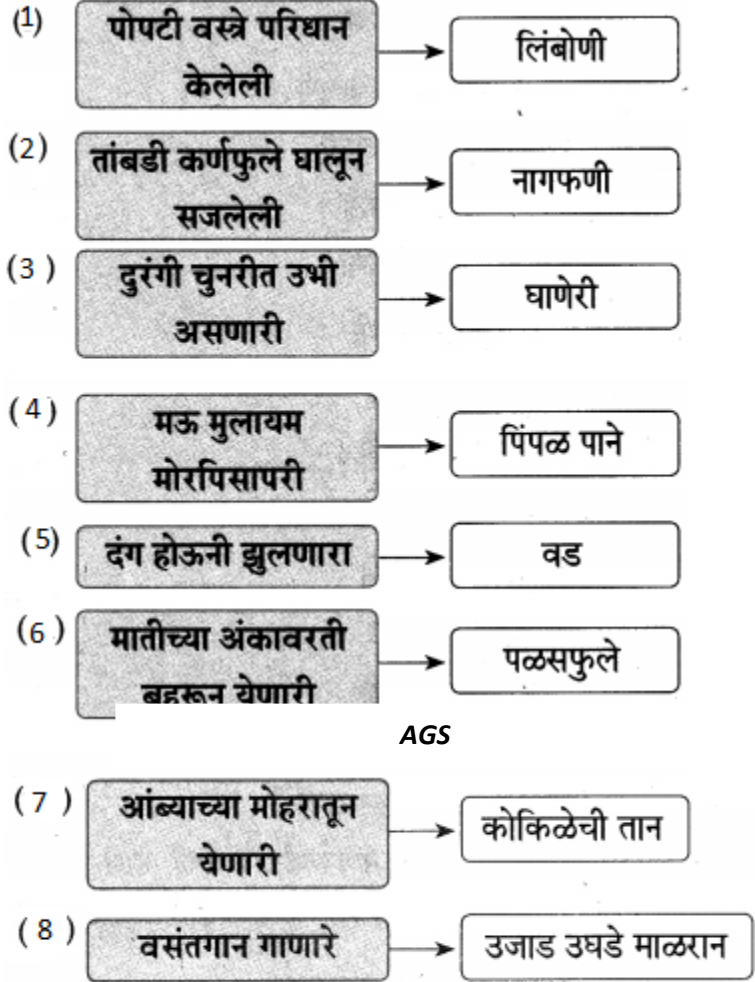 (1) पोपटी वस्त्रे परिधान
केलेली
लिंबोणी
(2) तांबडी कर्णफुले घालून
सजलेली
नागफणी
(3) दुरंगी चुनरीत उभी
असणारी
घाणेरी
(4) मऊ मुलायम
मोरपिसापरी
पिंपळ पाने
(5) दंग होऊनी झुलणारा
वड
(6) मातीच्या अंकावरती
बहरून येणारी
पळसफुले
AGS
(7) आंब्याच्या मोहरातून
येणारी
कोकिळेची तान
(8) वसंतगान गाणारे
उजाड उघडे माळरान